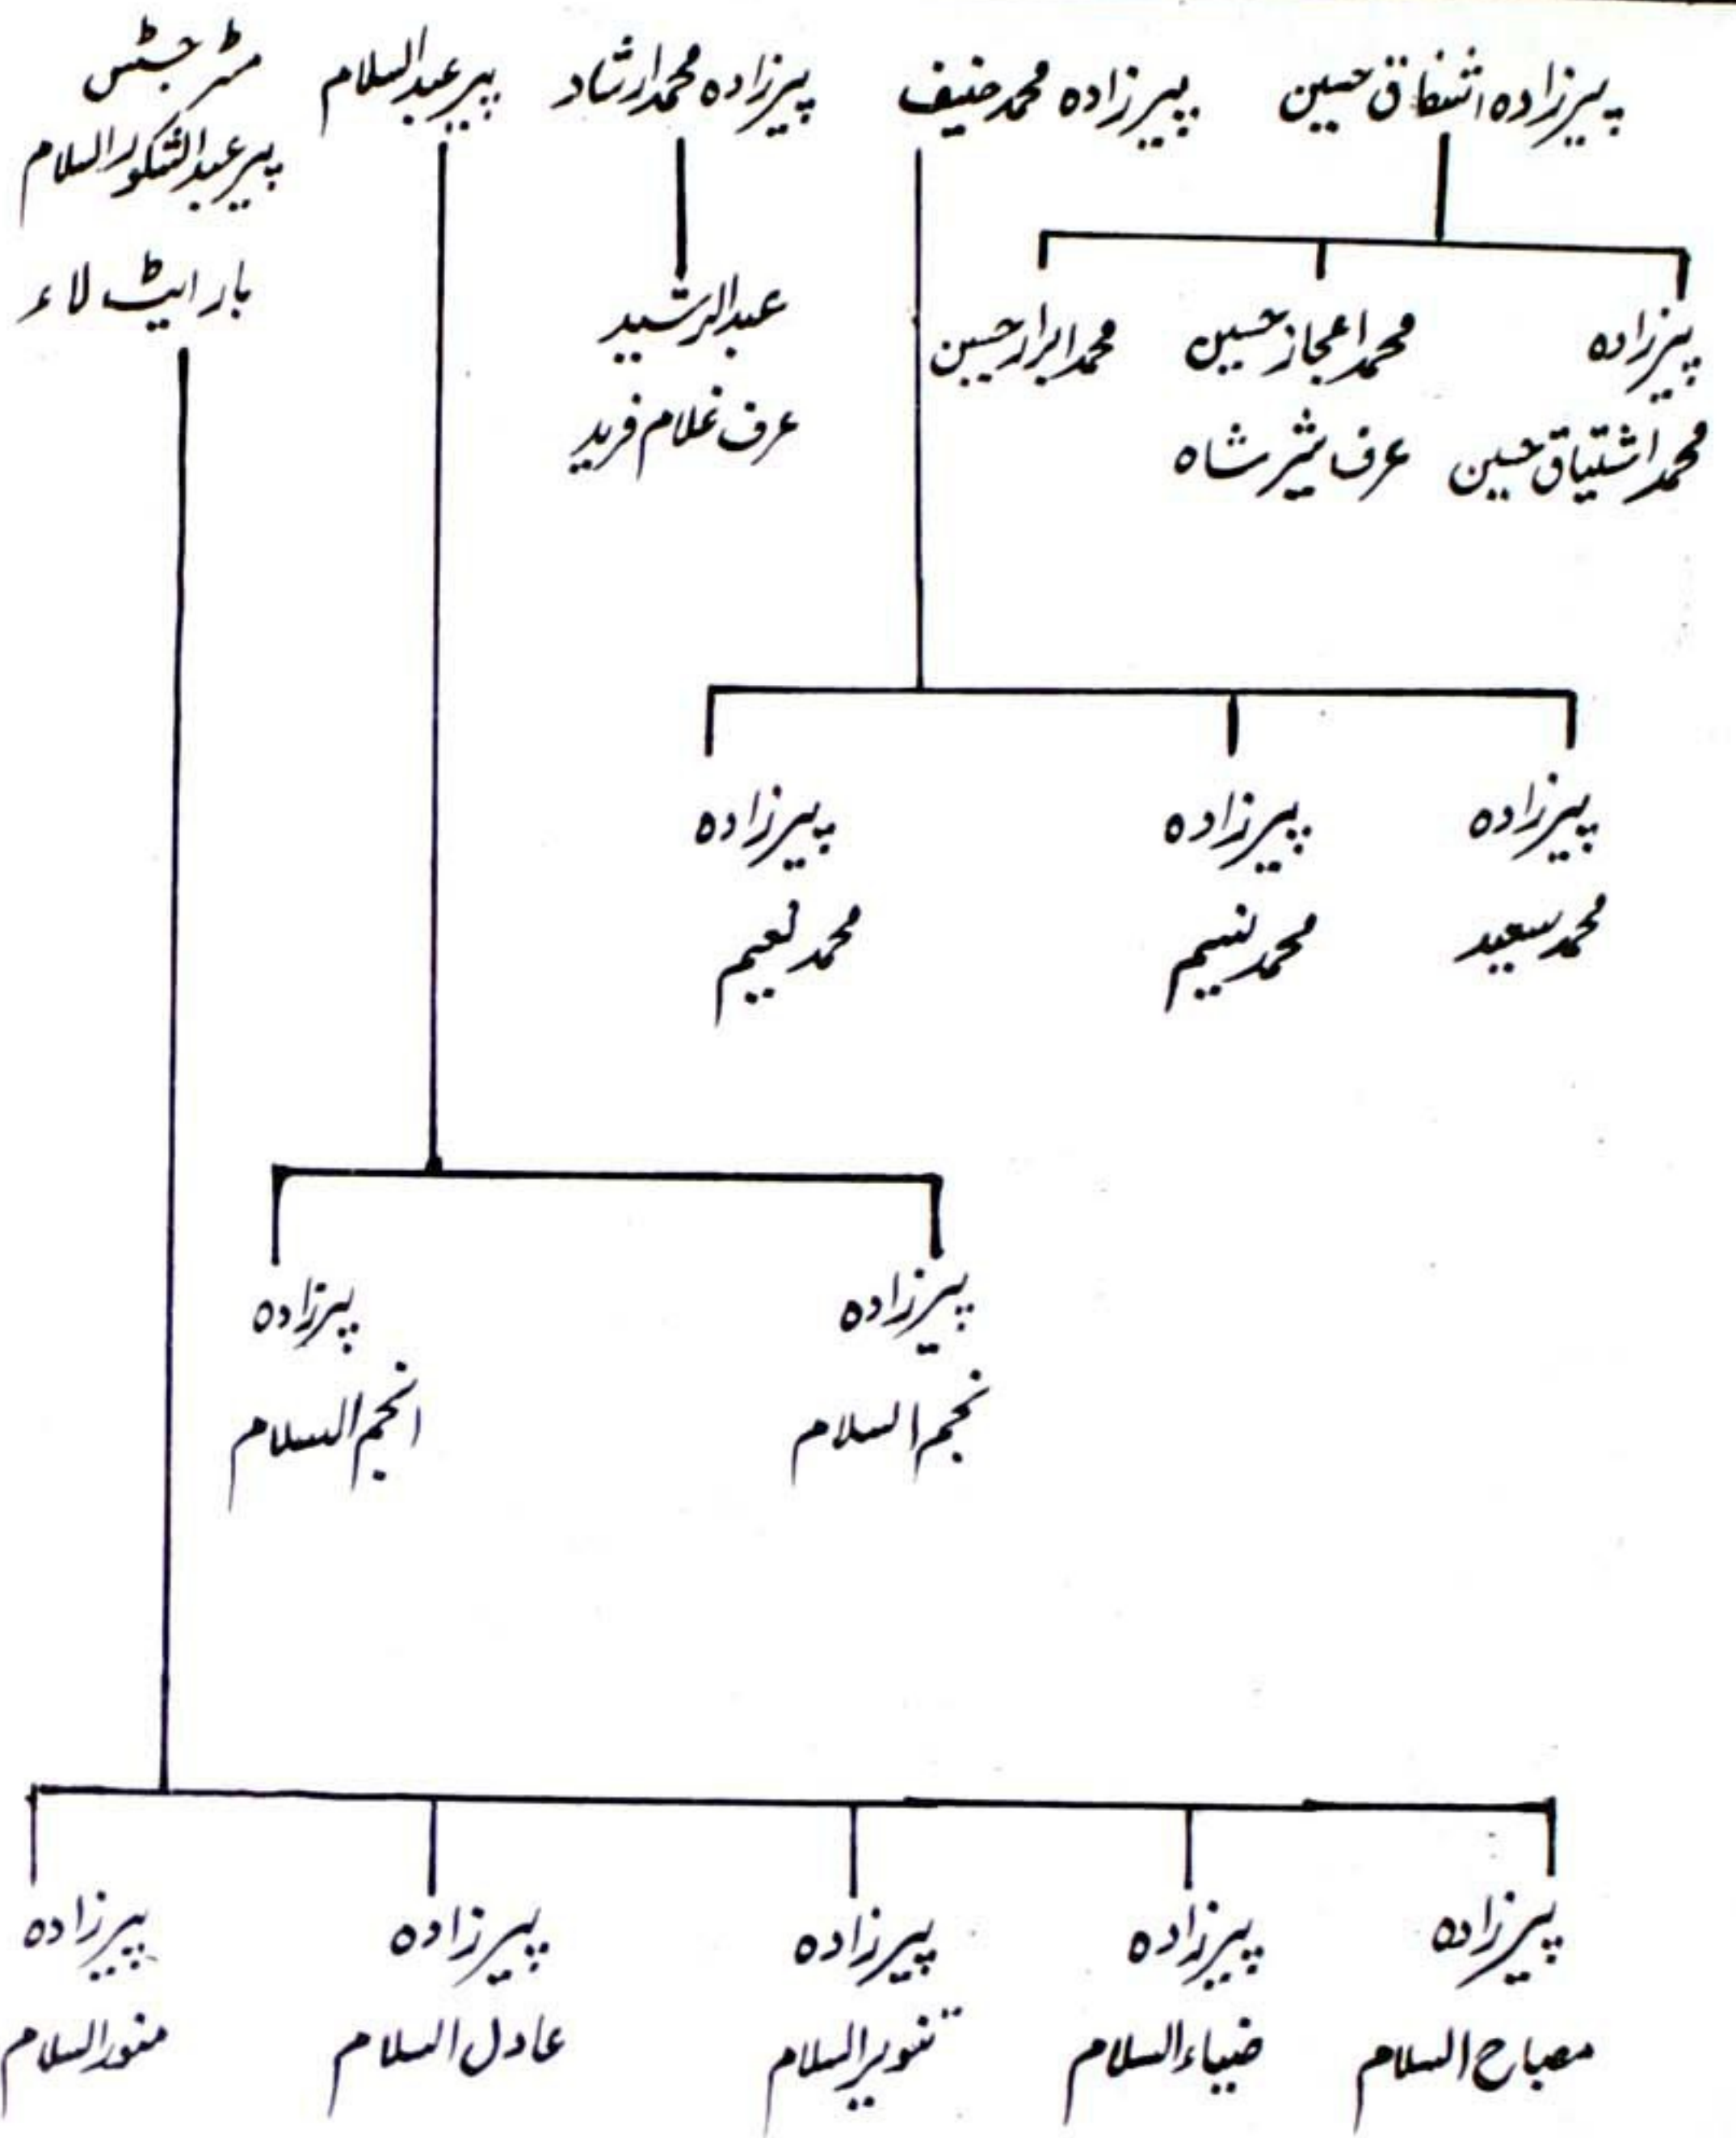 پیرزادہ اشفاق حسین
پیرزادہ محمد حنیف
پیرزادہ محمد ارشاد
پیر عبدالسلام
مسٹر جسٹس
پیر عبدالشکور السلام
بار ایٹ لاء
پیرزادہ
محمد اشتیاق حسین
محمد اعجاز حسین
عرف شیر شاہ
محمد ابرار حسین
عبدالرشید
عرف غلام فرید
پیرزادہ
محمد سعید
پیرزادہ
محمد نسیم
پیرزادہ
محمد نعیم
پیرزادہ
نجم السلام
پیرزادہ
انجم السلام
پیرزادہ
مصباح السلام
پیرزادہ
ضیاء السلام
پیرزادہ
تنویر السلام
پیرزادہ
عادل السلام
پیرزادہ
منور السلام